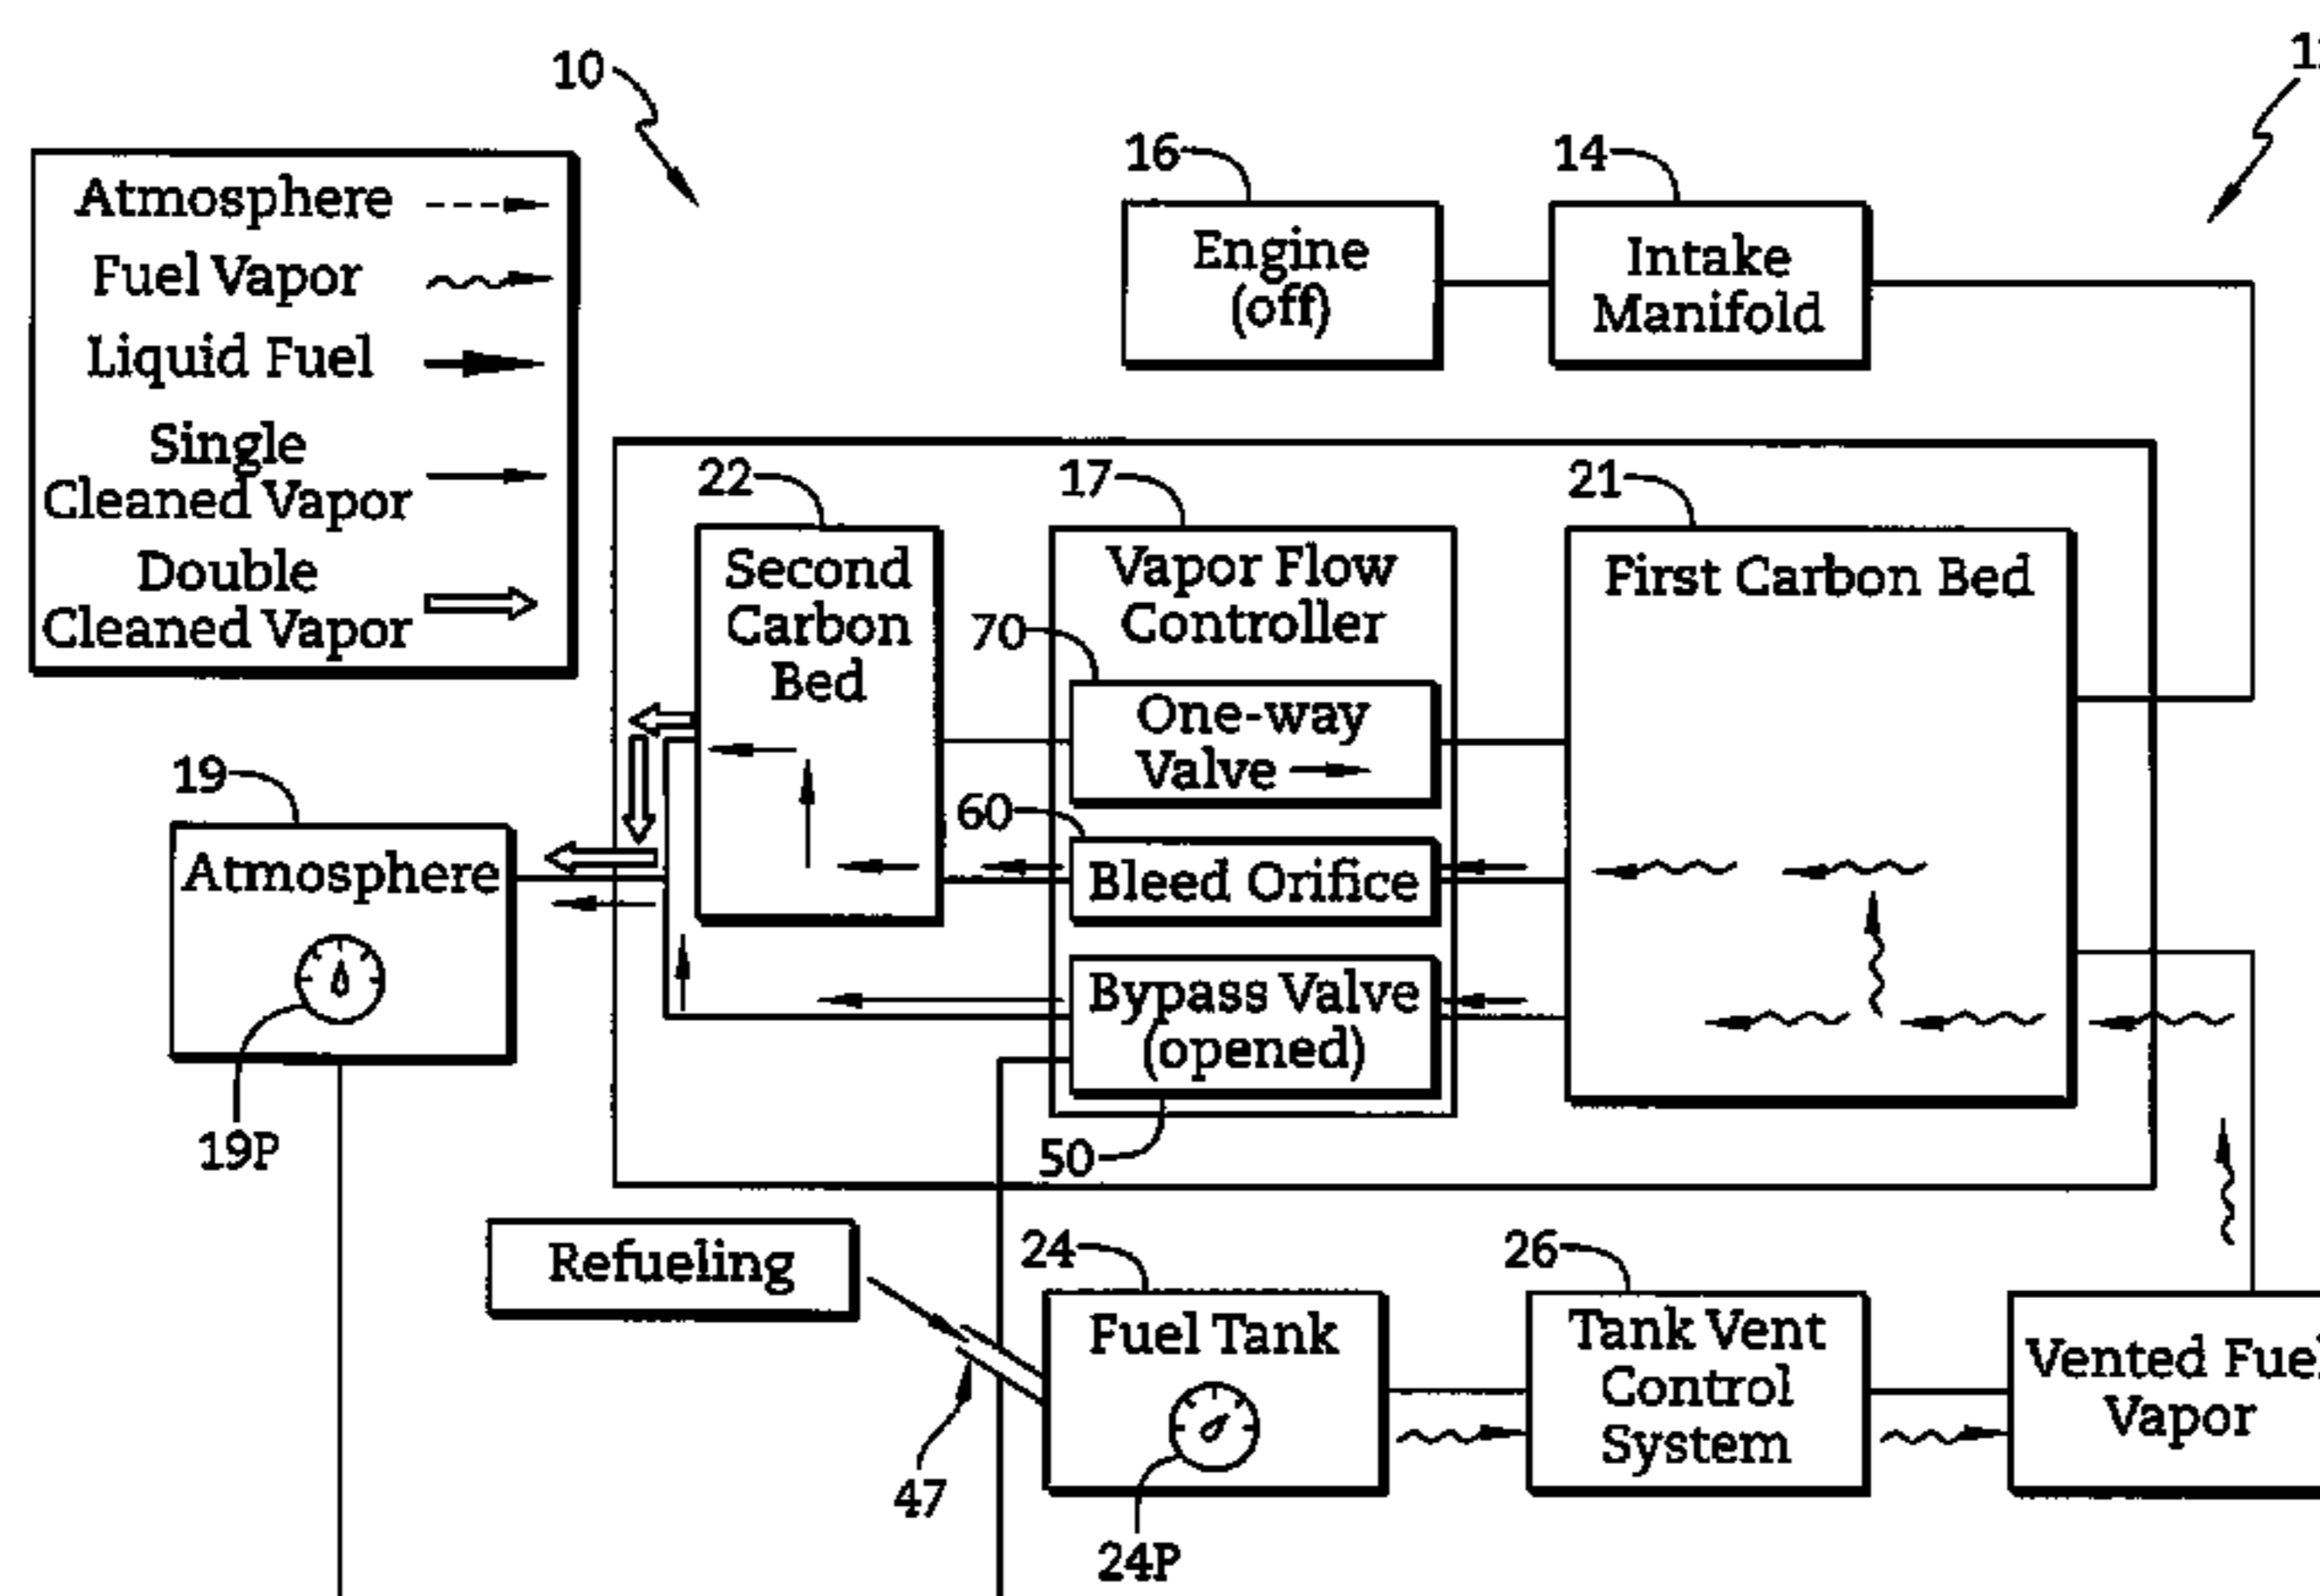 10
16
14
Atmosphere
Fuel Vapor
Liquid Fuel
Single
Cleaned Vapor
Double
Cleaned Vapor
Engine
(off)
Intake
Manifold
22
17
21
Second
Carbon
Bed
Vapor Flow
Controller
First Carbon Bed
70
One-way
Valve
60
Bleed Orifice
Bypass Valve
(opened)
50
19
Atmosphere
19P
Refueling
24
26
Fuel Tank
Tank Vent
Control
System
Vented Fuel
Vapor
47
24P